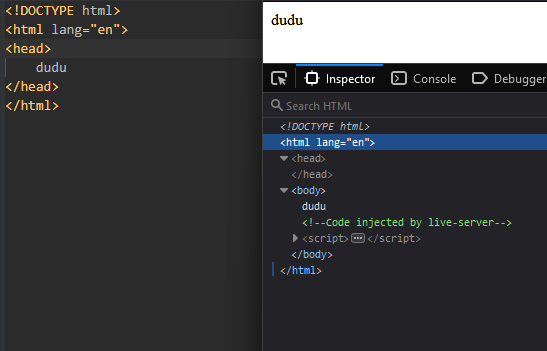 <!DOCTYPE html>
<html lang="en">
<head>
    dudu
</head>
</html>
dudu
Inspector Console Debugger
Search HTML
<!DOCTYPE html>
<html lang="en">
<head>
</head>
<body>
dudu
<!--Code injected by live-server-->
<script>…</script>
</body>
</html>